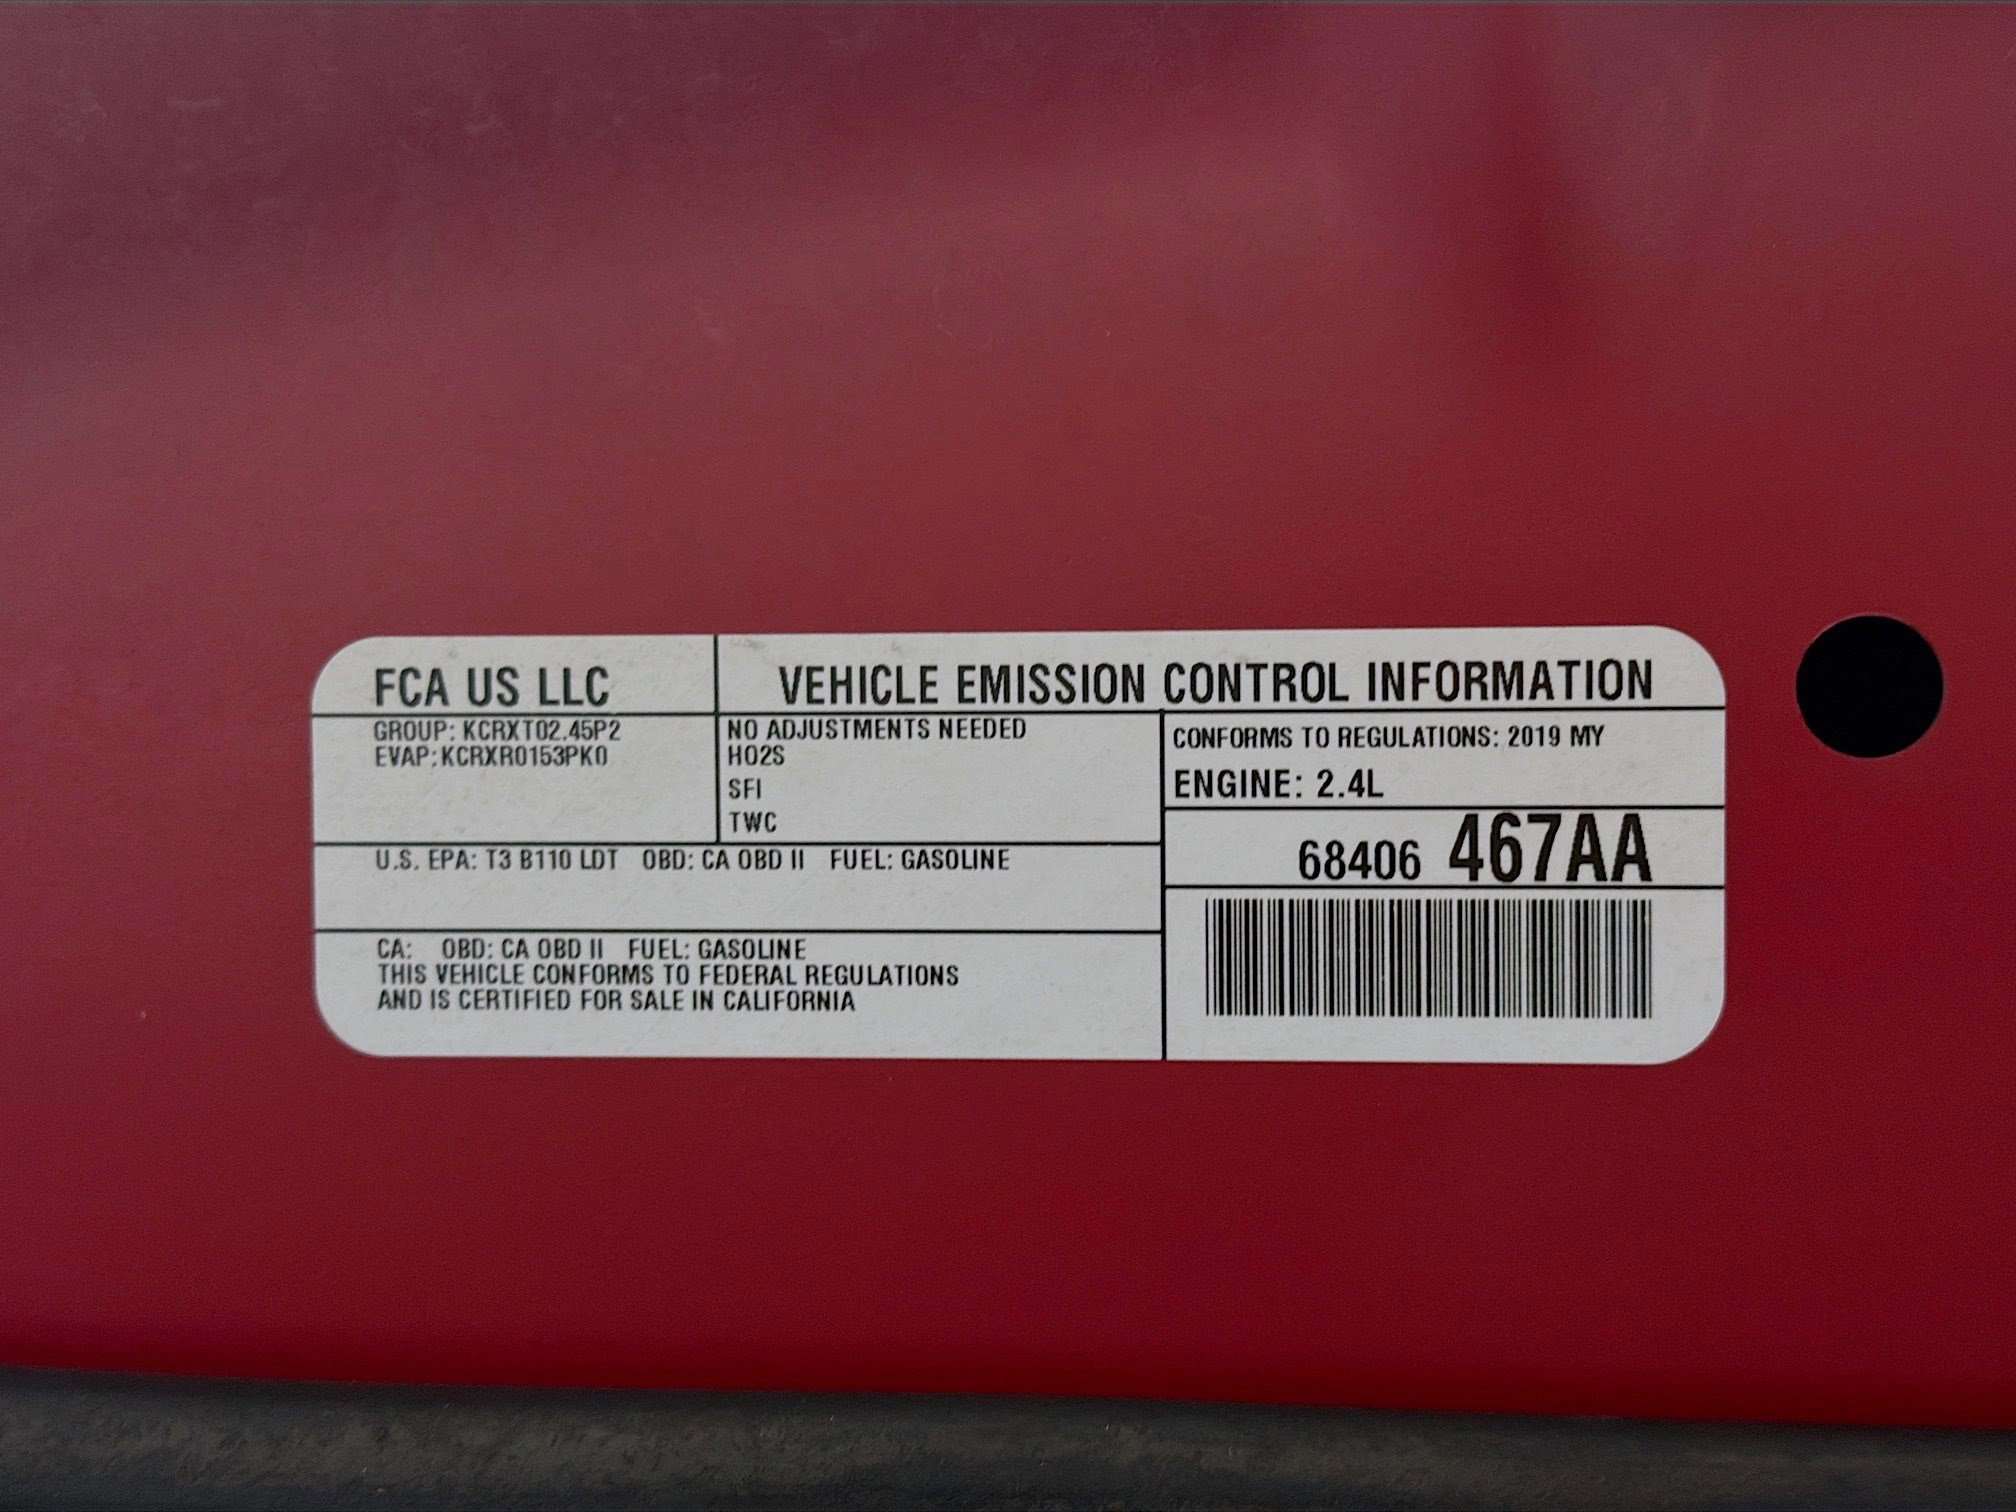 FCA US LLC
VEHICLE EMISSION CONTROL INFORMATION
GROUP: KCRXT02.45P2
EVAP:KCRXR0153PK0
NO ADJUSTMENTS NEEDED
HO2S
SFI
TWC
CONFORMS TO REGULATIONS: 2019 MY
ENGINE: 2.4L
68406 467AA
U.S. EPA: T3 B110 LDT OBD: CA OBD II FUEL: GASOLINE
CA: OBD: CA OBD II FUEL: GASOLINE
THIS VEHICLE CONFORMS TO FEDERAL REGULATIONS
AND IS CERTIFIED FOR SALE IN CALIFORNIA